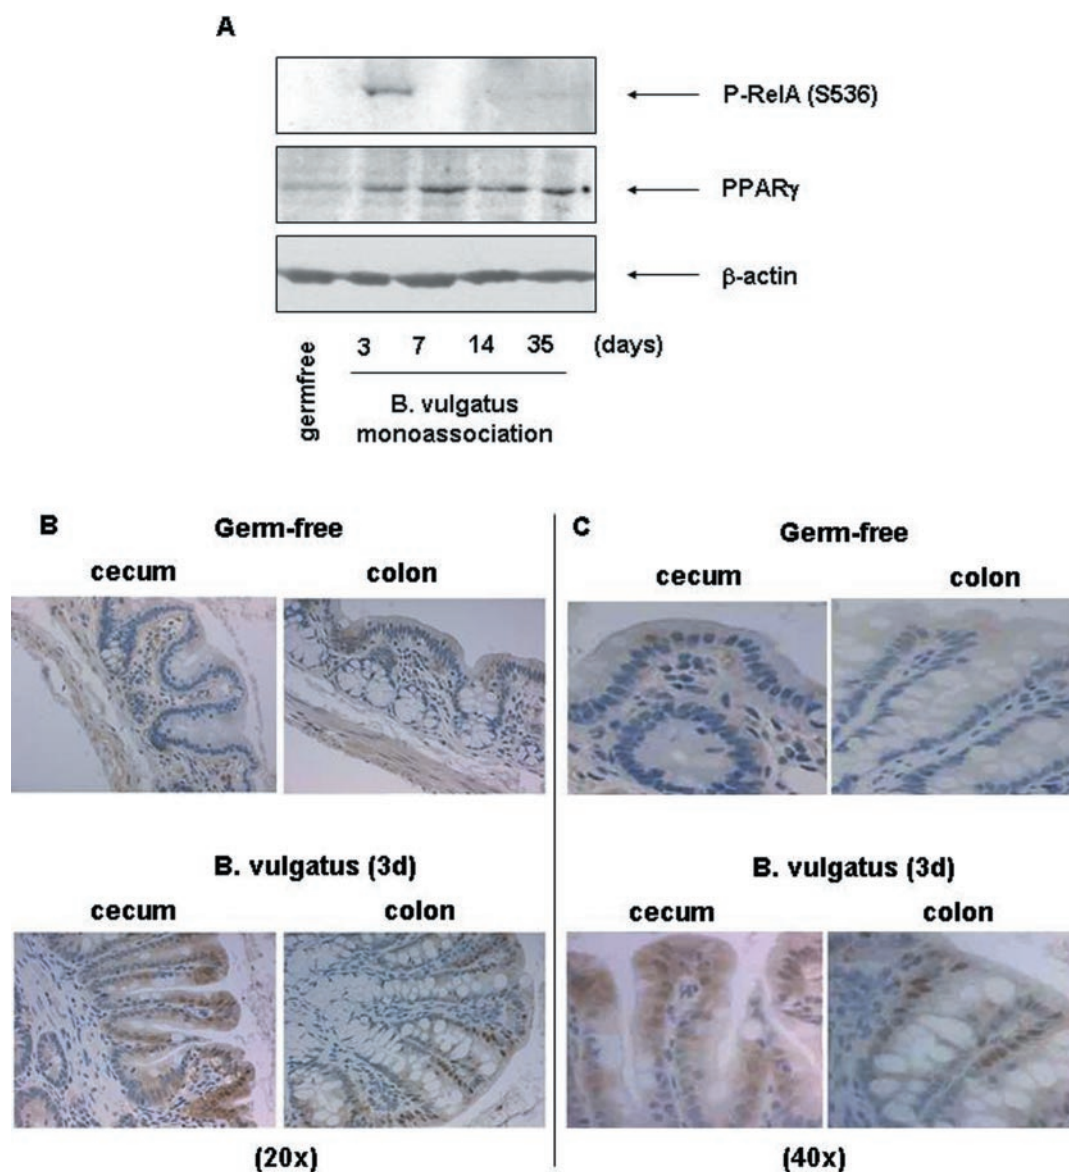 A
P-RelA (S536)
PPARγ
β-actin
germfree
3 7 14 35 (days)
B. vulgatus
monoassociation
B
Germ-free
cecum colon
B. vulgatus (3d)
cecum colon
(20x)
C
Germ-free
cecum colon
B. vulgatus (3d)
cecum colon
(40x)